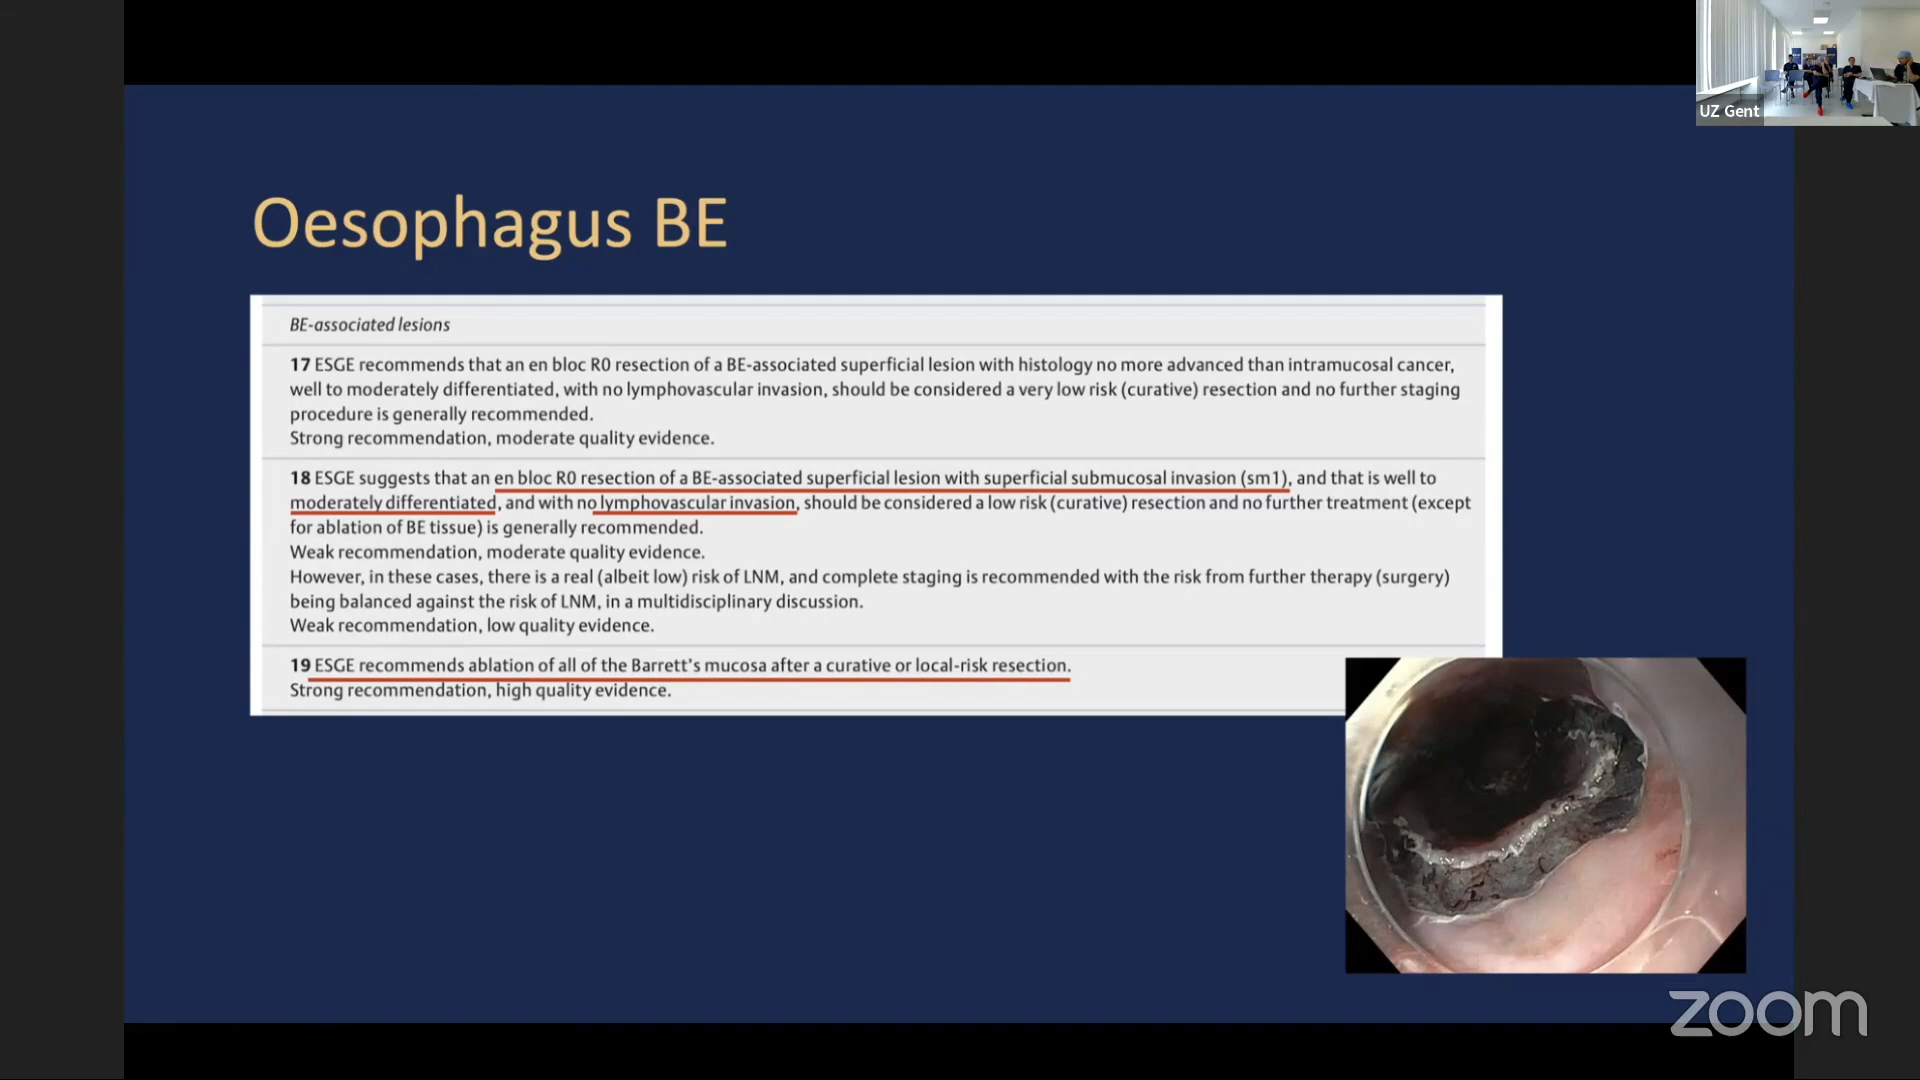 UZ Gent
Oesophagus BE
BE-associated lesions
17 ESGE recommends that an en bloc R0 resection of a BE-associated superficial lesion with histology no more advanced than intramucosal cancer,
well to moderately differentiated, with no lymphovascular invasion, should be considered a very low risk (curative) resection and no further staging
procedure is generally recommended.
Strong recommendation, moderate quality evidence.
18 ESGE suggests that an en bloc R0 resection of a BE-associated superficial lesion with superficial submucosal invasion (sm1), and that is well to
moderately differentiated, and with no lymphovascular invasion, should be considered a low risk (curative) resection and no further treatment (except
for ablation of BE tissue) is generally recommended.
Weak recommendation, moderate quality evidence.
However, in these cases, there is a real (albeit low) risk of LNM, and complete staging is recommended with the risk from further therapy (surgery)
being balanced against the risk of LNM, in a multidisciplinary discussion.
Weak recommendation, low quality evidence.
19 ESGE recommends ablation of all of the Barrett's mucosa after a curative or local-risk resection.
Strong recommendation, high quality evidence.
zoom